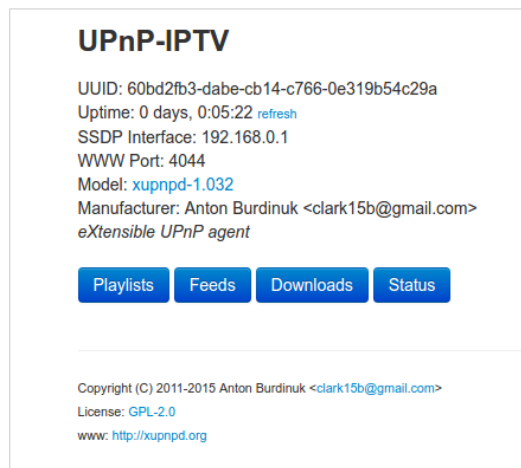 UPnP-IPTV
UUID: 60bd2fb3-dabe-cb14-c766-0e319b54c29a
Uptime: 0 days, 0:05:22 refresh
SSDP Interface: 192.168.0.1
WWW Port: 4044
Model: xupnpd-1.032
Manufacturer: Anton Burdinuk <clark15b@gmail.com>
eXtensible UPnP agent
Playlists Feeds Downloads Status
Copyright (C) 2011-2015 Anton Burdinuk <clark15b@gmail.com>
License: GPL-2.0
www: http://xupnpd.org